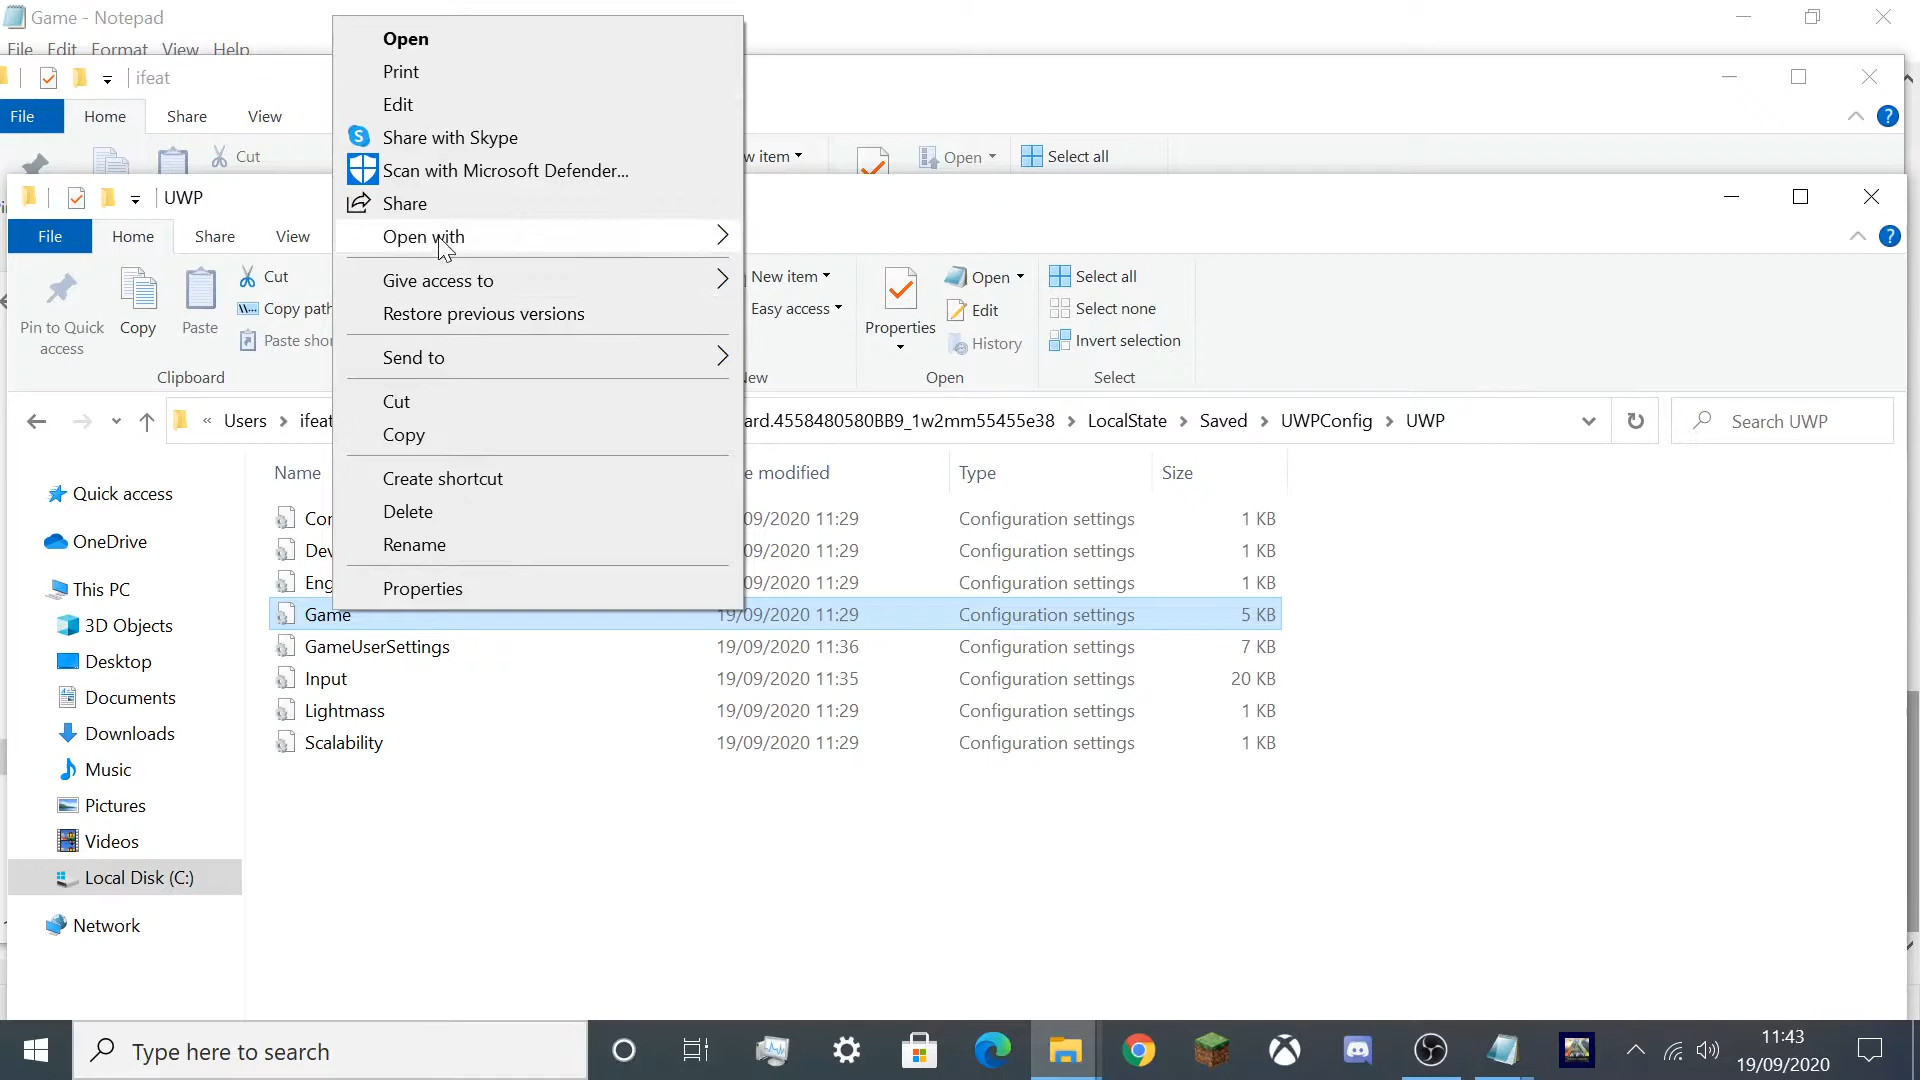 Game - Notepad
File Edit Format View Help
ifeat
File Home Share View
Cut
w item
Open
Select all
UWP
File Home Share View
Pin to Quick access
Copy
Paste
Cut
Copy path
Paste
Clipboard
New item
Easy access
Properties
Open
Edit
History
Open
Select all
Select none
Invert selection
Select
Open
Print
Edit
Share with Skype
Scan with Microsoft Defender...
Share
Open with
Give access to
Restore previous versions
Send to
Cut
Copy
Create shortcut
Delete
Rename
Properties
« Users > ifeat
ard.4558480580BB9_1w2mm55455e38 > LocalState > Saved > UWPConfig > UWP
Search UWP
Name
e modified Type Size
09/2020 11:29 Configuration settings 1 KB
09/2020 11:29 Configuration settings 1 KB
Eng 09/2020 11:29 Configuration settings 1 KB
Game 19/09/2020 11:29 Configuration settings 5 KB
GameUserSettings 19/09/2020 11:36 Configuration settings 7 KB
Input 19/09/2020 11:35 Configuration settings 20 KB
Lightmass 19/09/2020 11:29 Configuration settings 1 KB
Scalability 19/09/2020 11:29 Configuration settings 1 KB
Quick access
OneDrive
This PC
3D Objects
Desktop
Documents
Downloads
Music
Pictures
Videos
Local Disk (C:)
Network
Type here to search
11:43
19/09/2020